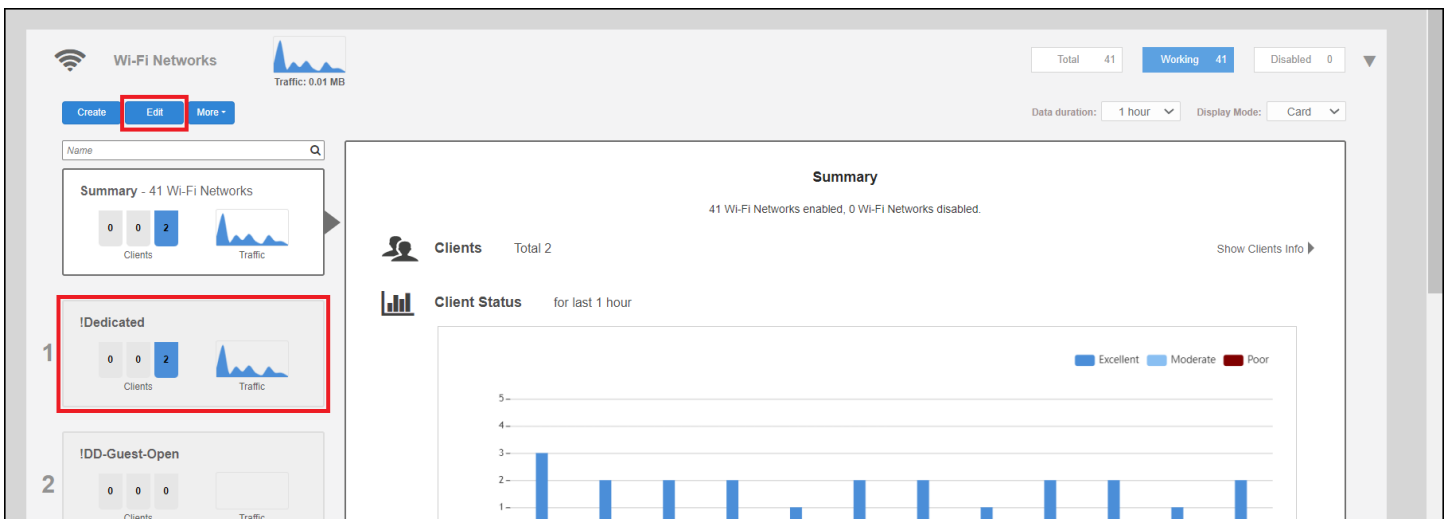 Wi-Fi Networks
Traffic: 0.01 MB
Total 41
Working 41
Disabled 0
Create
Edit
More
Data duration: 1 hour
Display Mode: Card
Name
Summary - 41 Wi-Fi Networks
0 0 2
Clients
Traffic
Summary
41 Wi-Fi Networks enabled, 0 Wi-Fi Networks disabled.
Clients Total 2
Show Clients Info
Client Status for last 1 hour
1
!Dedicated
0 0 2
Clients
Traffic
Excellent Moderate Poor
5
4
3
2
1
2
!DD-Guest-Open
0 0 0
Clients
Traffic